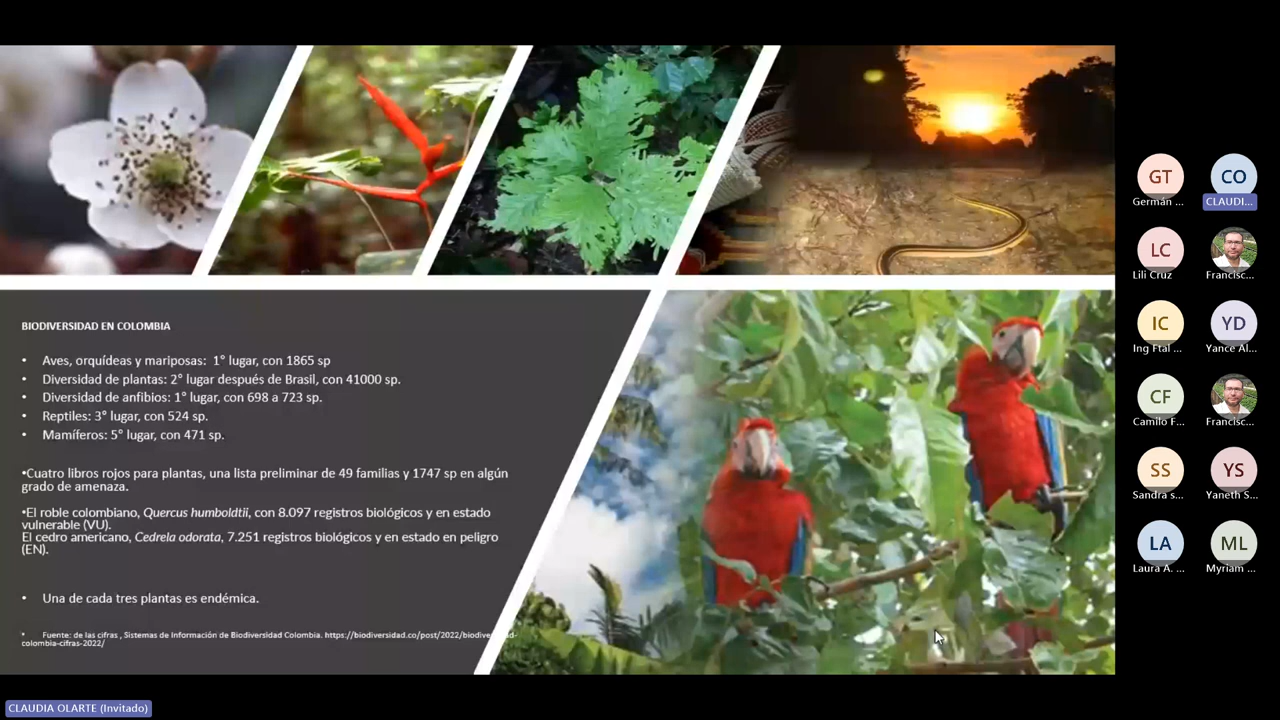 BIODIVERSIDAD EN COLOMBIA
• Aves, orquídeas y mariposas: 1° lugar, con 1865 sp
• Diversidad de plantas: 2° lugar después de Brasil, con 41000 sp.
• Diversidad de anfibios: 1° lugar, con 698 a 723 sp.
• Reptiles: 3° lugar, con 524 sp.
• Mamíferos: 5° lugar, con 471 sp.
•Cuatro libros rojos para plantas, una lista preliminar de 49 familias y 1747 sp en algún
grado de amenaza.
•El roble colombiano, Quercus humboldtii, con 8.097 registros biológicos y en estado
vulnerable (VU).
El cedro americano, Cedrela odorata, 7.251 registros biológicos y en estado en peligro
(EN).
• Una de cada tres plantas es endémica.
• Fuente: de las cifras , Sistemas de Información de Biodiversidad Colombia. https://biodiversidad.co/post/2022/biodiversidad-
colombia-cifras-2022/
GT CO
Germán ... CLAUDI...
LC
Lili Cruz Francisc...
IC YD
Ing Ftal ... Yance Al...
CF
Camilo F... Francisc...
SS YS
Sandra s... Yaneth S...
LA ML
Laura A. ... Myriam ...
CLAUDIA OLARTE (Invitado)